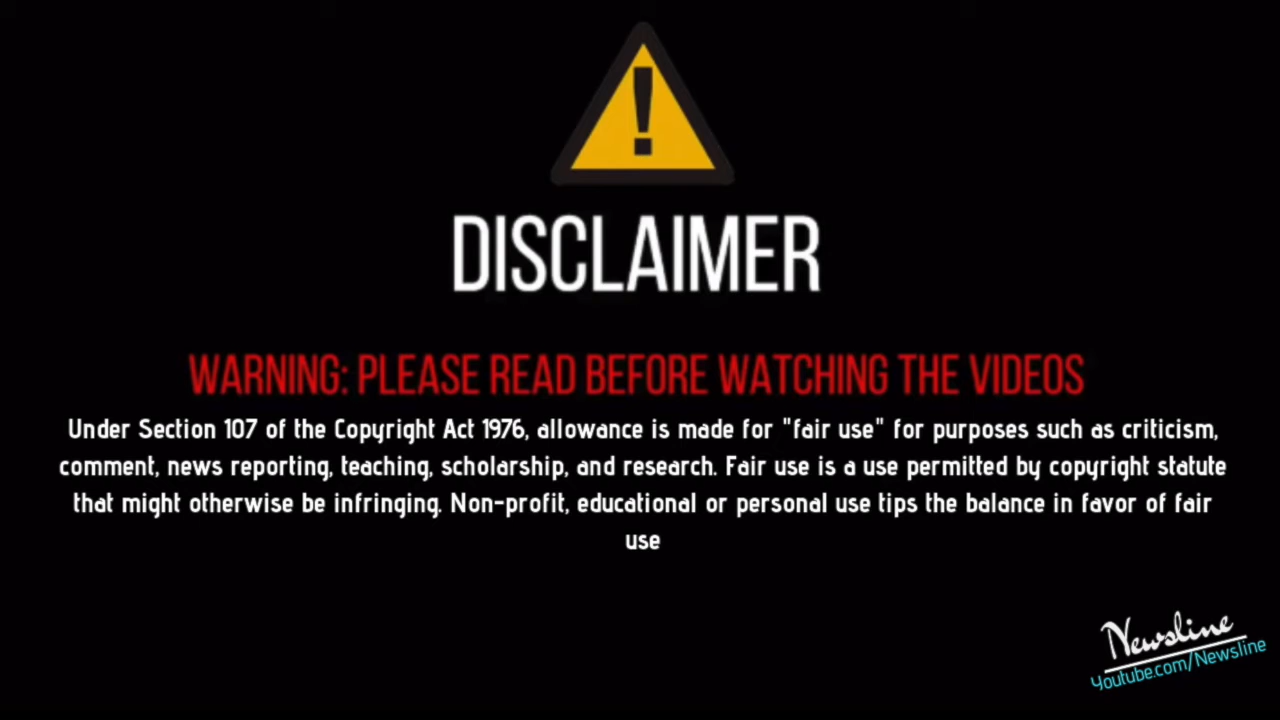 !
DISCLAIMER
WARNING: PLEASE READ BEFORE WATCHING THE VIDEOS
Under Section 107 of the Copyright Act 1976, allowance is made for "fair use" for purposes such as criticism,
comment, news reporting, teaching, scholarship, and research. Fair use is a use permitted by copyright statute
that might otherwise be infringing. Non-profit, educational or personal use tips the balance in favor of fair
use
Newsline
Youtube.com/Newsline